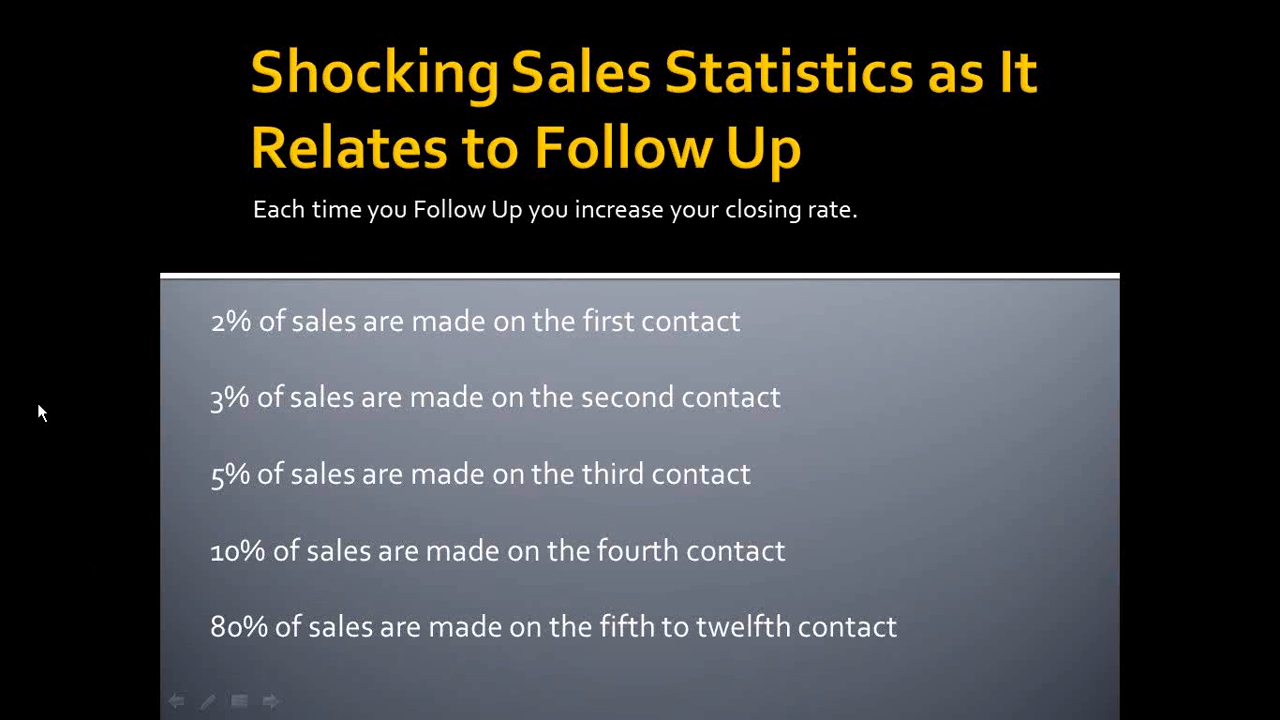 Shocking Sales Statistics as It
Relates to Follow Up
Each time you Follow Up you increase your closing rate.
2% of sales are made on the first contact
3% of sales are made on the second contact
5% of sales are made on the third contact
10% of sales are made on the fourth contact
80% of sales are made on the fifth to twelfth contact